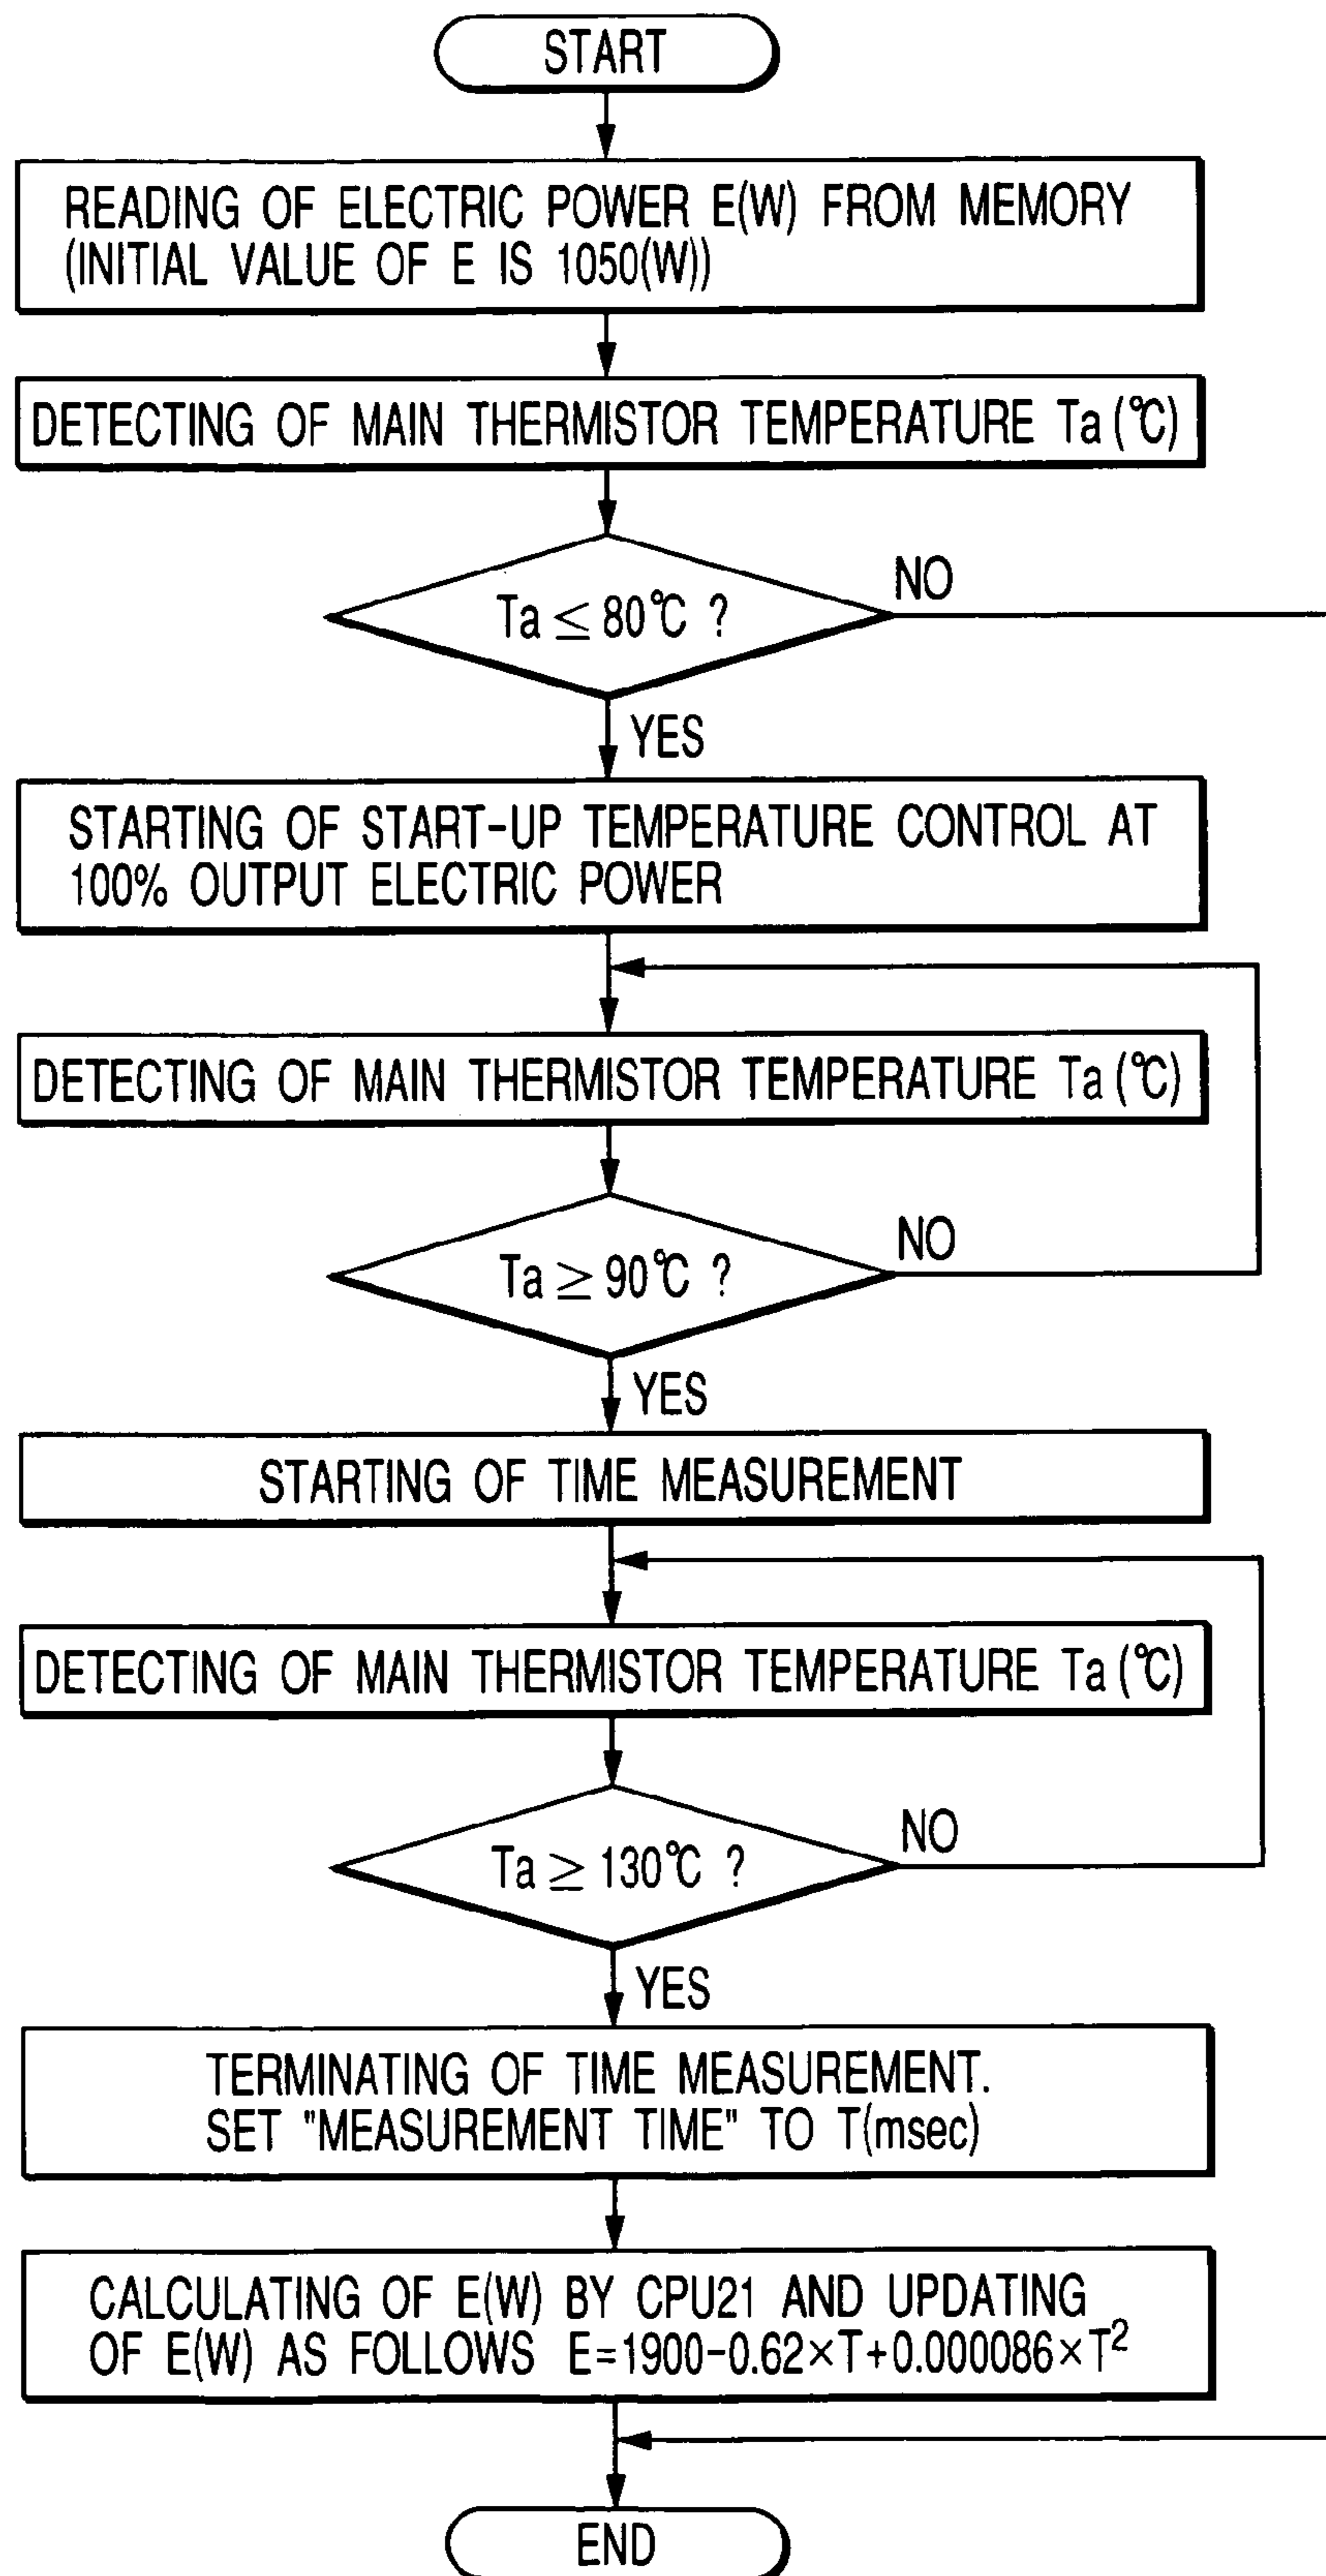 START
READING OF ELECTRIC POWER E(W) FROM MEMORY
(INITIAL VALUE OF E IS 1050(W))
DETECTING OF MAIN THERMISTOR TEMPERATURE Ta (℃)
Ta ≦ 80℃ ?
NO
YES
STARTING OF START-UP TEMPERATURE CONTROL AT
100% OUTPUT ELECTRIC POWER
DETECTING OF MAIN THERMISTOR TEMPERATURE Ta (℃)
Ta ≧ 90℃ ?
NO
YES
STARTING OF TIME MEASUREMENT
DETECTING OF MAIN THERMISTOR TEMPERATURE Ta (℃)
Ta ≧ 130℃ ?
NO
YES
TERMINATING OF TIME MEASUREMENT.
SET "MEASUREMENT TIME" TO T(msec)
CALCULATING OF E(W) BY CPU21 AND UPDATING
OF E(W) AS FOLLOWS E=1900-0.62×T+0.000086×T²
END